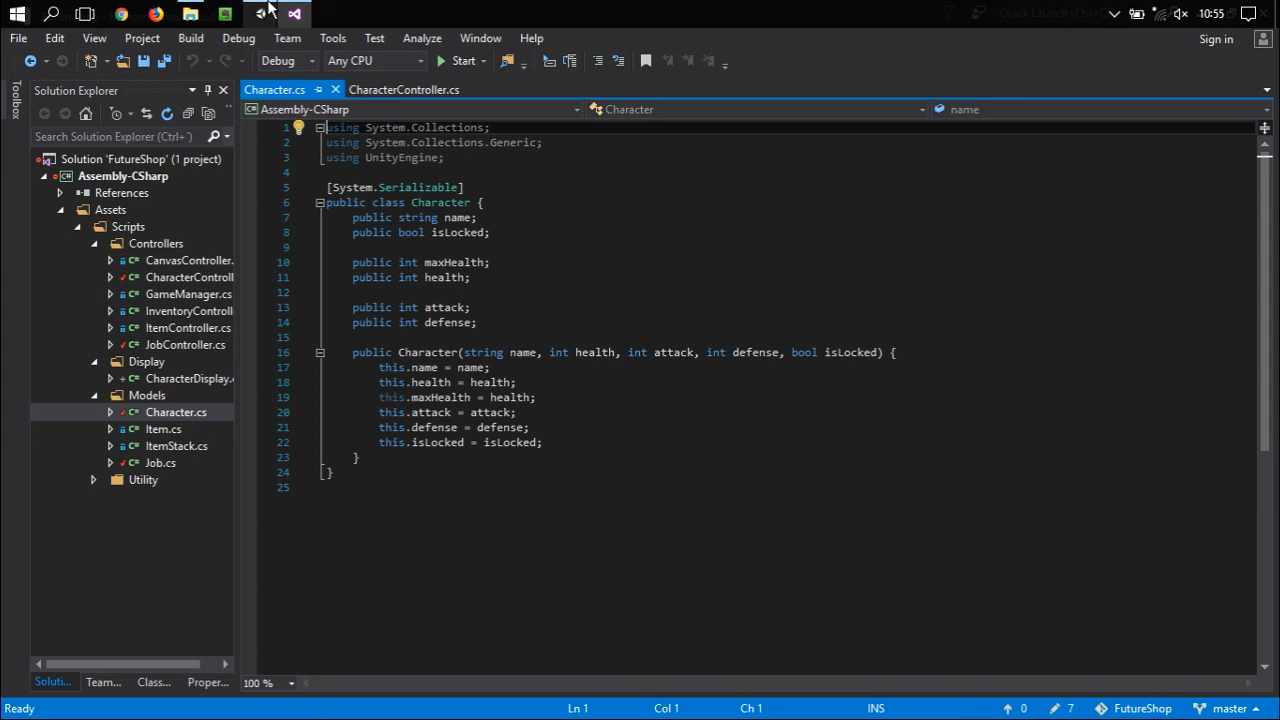 10:55
File Edit View Project Build Debug Team Tools Test Analyze Window Help Sign in
Debug Any CPU Start
Toolbox
Solution Explorer
Search Solution Explorer (Ctrl+')
Solution 'FutureShop' (1 project)
Assembly-CSharp
References
Assets
Scripts
Controllers
CanvasController.
CharacterControll
GameManager.cs
InventoryControll
ItemController.cs
JobController.cs
Display
CharacterDisplay.c
Models
Character.cs
Item.cs
ItemStack.cs
Job.cs
Utility
Soluti... Team... Class... Proper...
Character.cs CharacterController.cs
Assembly-CSharp Character name
1 using System.Collections;
2 using System.Collections.Generic;
3 using UnityEngine;
4
5 [System.Serializable]
6 public class Character {
7 public string name;
8 public bool isLocked;
9
10 public int maxHealth;
11 public int health;
12
13 public int attack;
14 public int defense;
15
16 public Character(string name, int health, int attack, int defense, bool isLocked) {
17 this.name = name;
18 this.health = health;
19 this.maxHealth = health;
20 this.attack = attack;
21 this.defense = defense;
22 this.isLocked = isLocked;
23 }
24 }
25
100 %
Ready Ln 1 Col 1 Ch 1 INS 0 7 FutureShop master